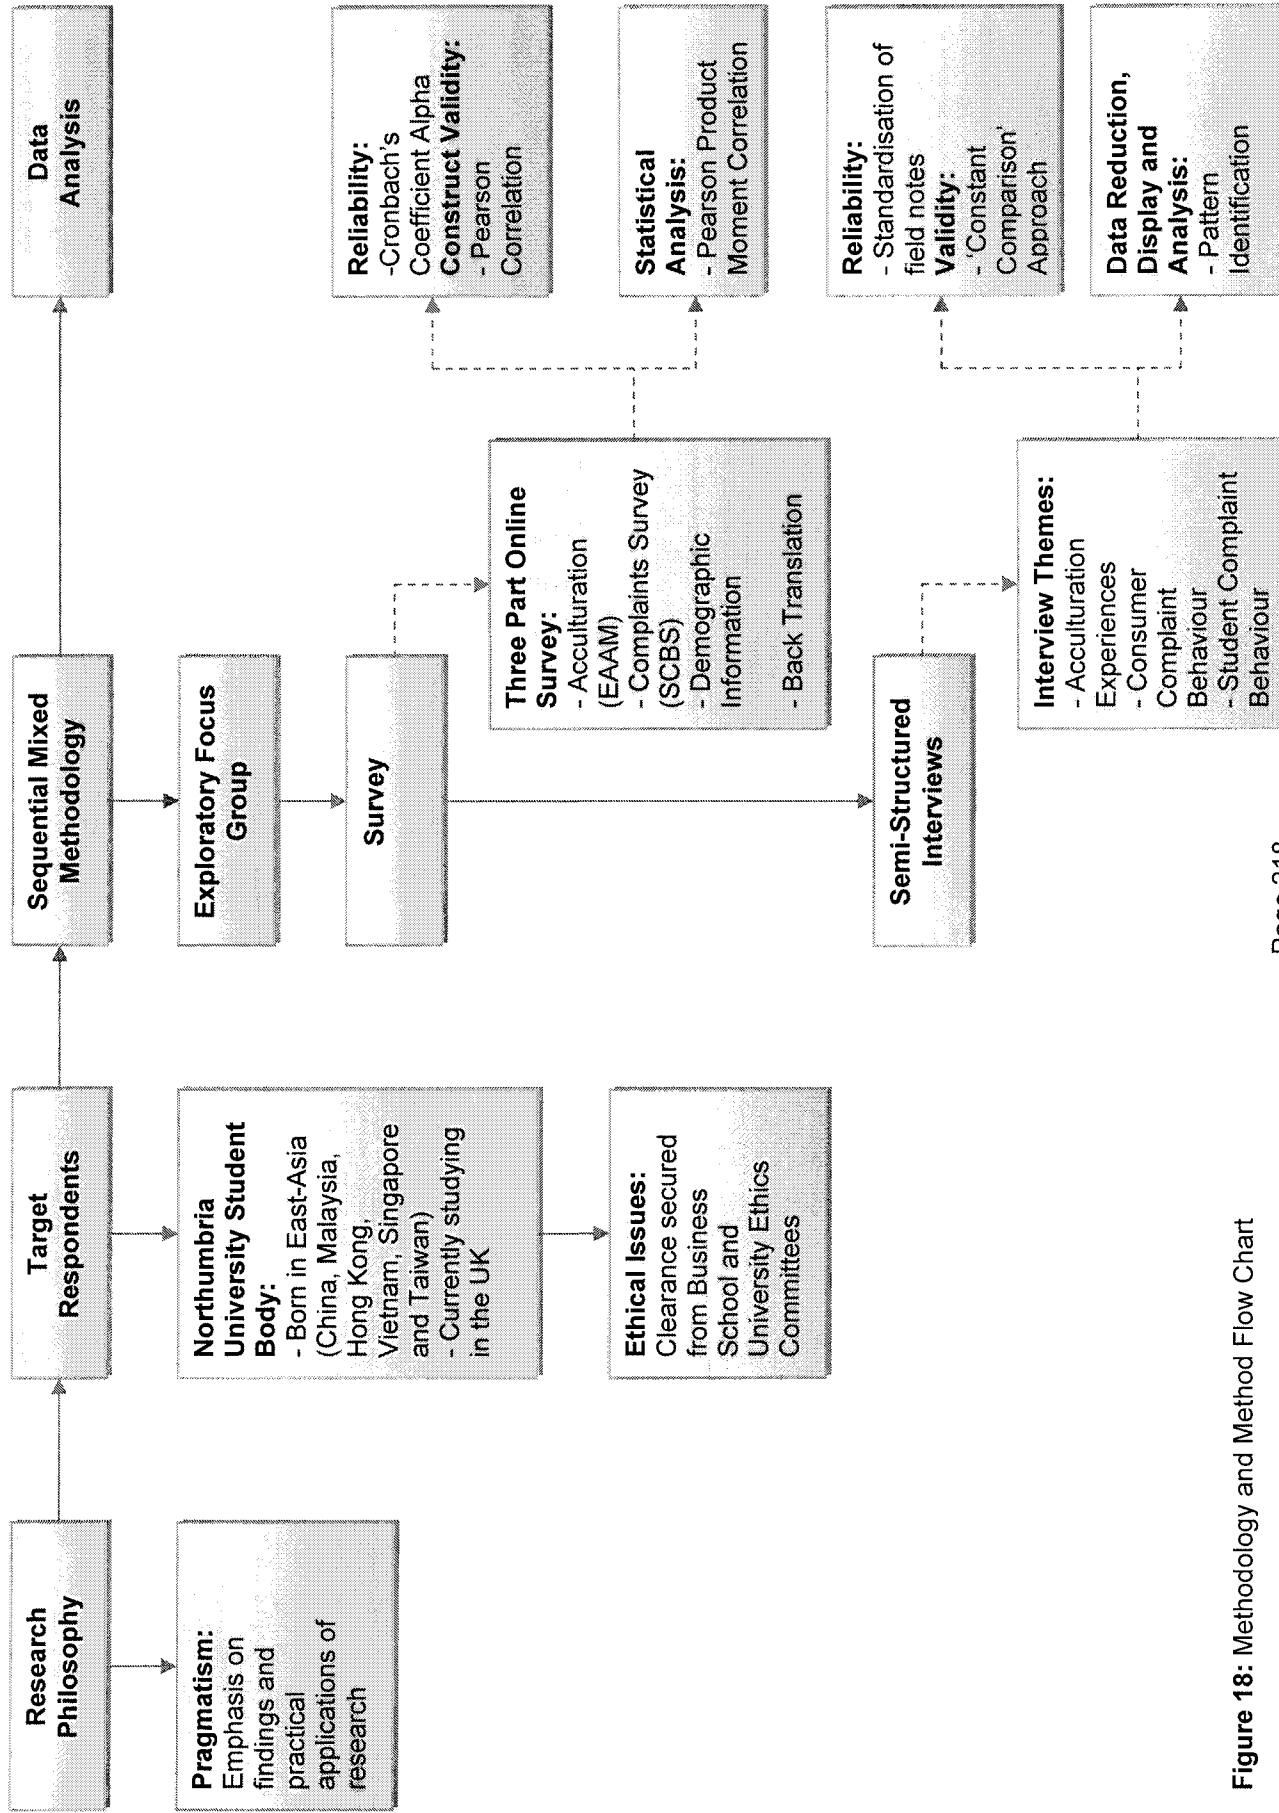 Research
Philosophy
Pragmatism:
Emphasis on
findings and
practical
applications of
research
Target
Respondents
Northumbria
University Student
Body:
- Born in East-Asia
(China, Malaysia,
Hong Kong,
Vietnam, Singapore
and Taiwan)
- Currently studying
in the UK
Ethical Issues:
Clearance secured
from Business
School and
University Ethics
Committees
Sequential Mixed
Methodology
Exploratory Focus
Group
Survey
Three Part Online
Survey:
- Acculturation
(EAAM)
- Complaints Survey
(SCBS)
- Demographic
Information
- Back Translation
Semi-Structured
Interviews
Interview Themes:
- Acculturation
Experiences
- Consumer
Complaint
Behaviour
- Student Complaint
Behaviour
Data
Analysis
Reliability:
-Cronbach's
Coefficient Alpha
Construct Validity:
- Pearson
Correlation
Statistical
Analysis:
- Pearson Product
Moment Correlation
Reliability:
- Standardisation of
field notes
Validity:
- ‘Constant
Comparison’
Approach
Data Reduction,
Display and
Analysis:
- Pattern
Identification
Figure 18: Methodology and Method Flow Chart